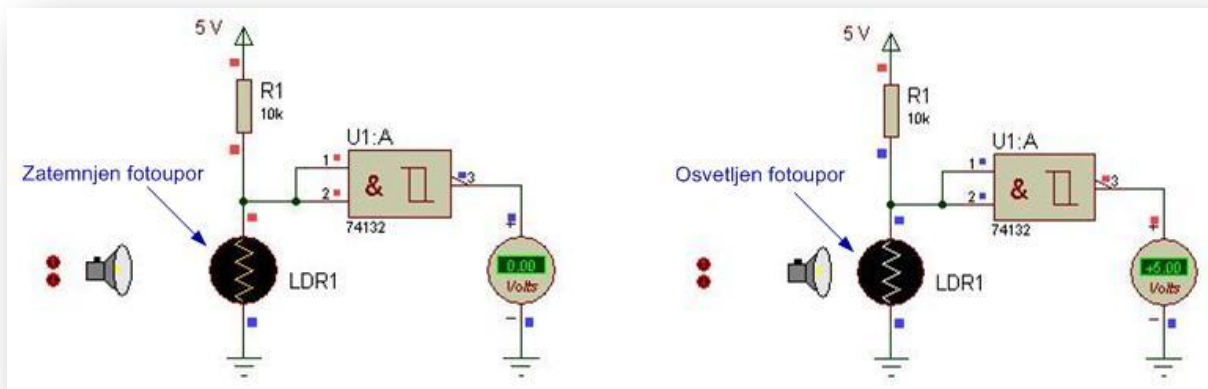 5 V
R1
10k
U1:A
1
2
&
3
74132
Zatemnjen fotoupor
LDR1
0.00
Volts
5 V
R1
10k
U1:A
1
2
&
3
74132
Osvetljen fotoupor
LDR1
+5.00
Volts